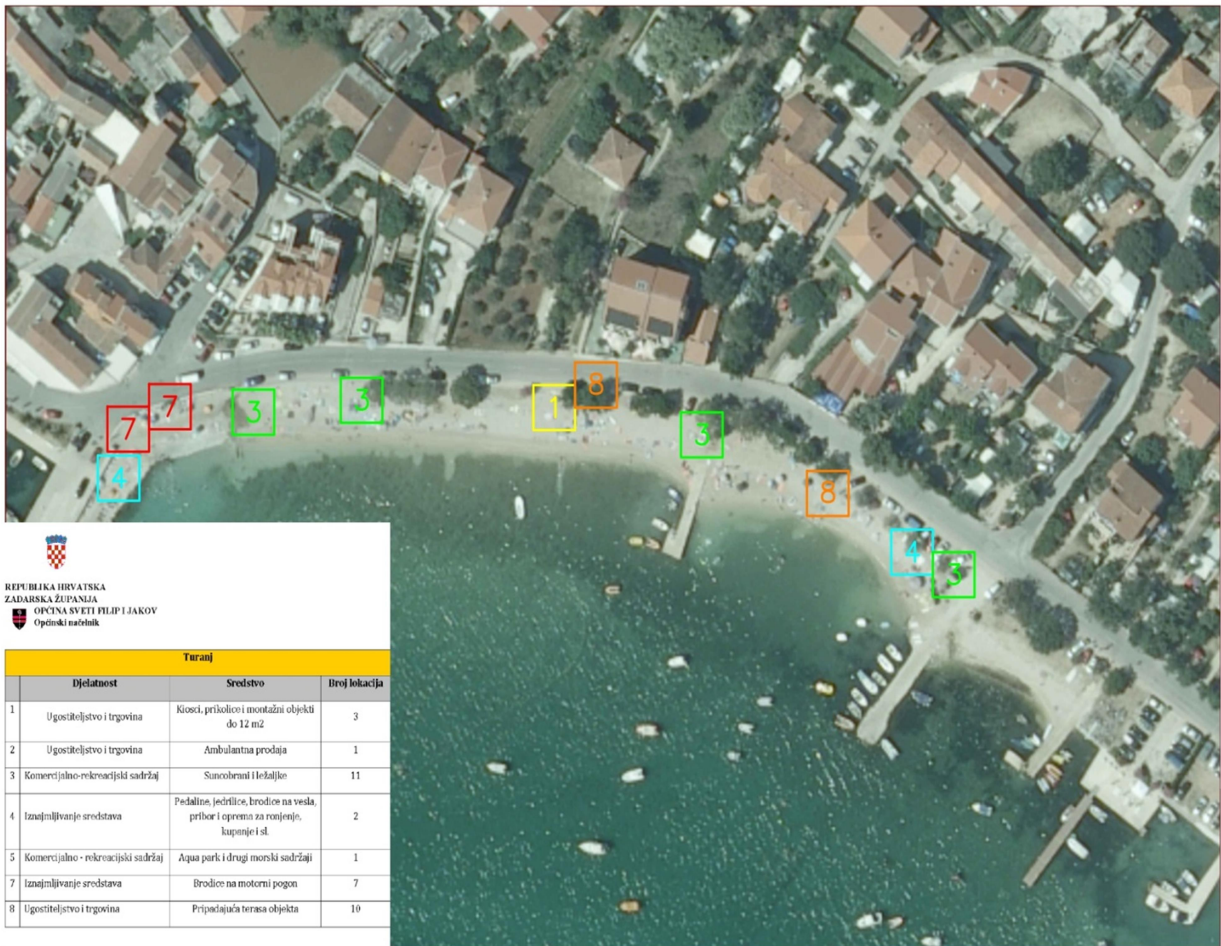 7
7
3
3
1
8
3
4
8
4
3
REPUBLIKA HRVATSKA
ZADARSKA ŽUPANIJA
OPĆINA SVETI FILIP I JAKOV
Općinski načelnik
Turanj
Djelatnost Sredstvo Broj lokacija
1 Ugostiteljstvo i trgovina Kiosci, prikolice i montažni objekti do 12 m2 3
2 Ugostiteljstvo i trgovina Ambulantna prodaja 1
3 Komercijalno-rekreacijski sadržaj Suncobrani i ležaljke 11
4 Iznajmljivanje sredstava Pedaline, jedrilice, brodice na vesla, pribor i oprema za ronjenje, kupanje i sl. 2
5 Komercijalno - rekreacijski sadržaj Aqua park i drugi morski sadržaji 1
7 Iznajmljivanje sredstava Brodice na motorni pogon 7
8 Ugostiteljstvo i trgovina Pripadajuća terasa objekta 10